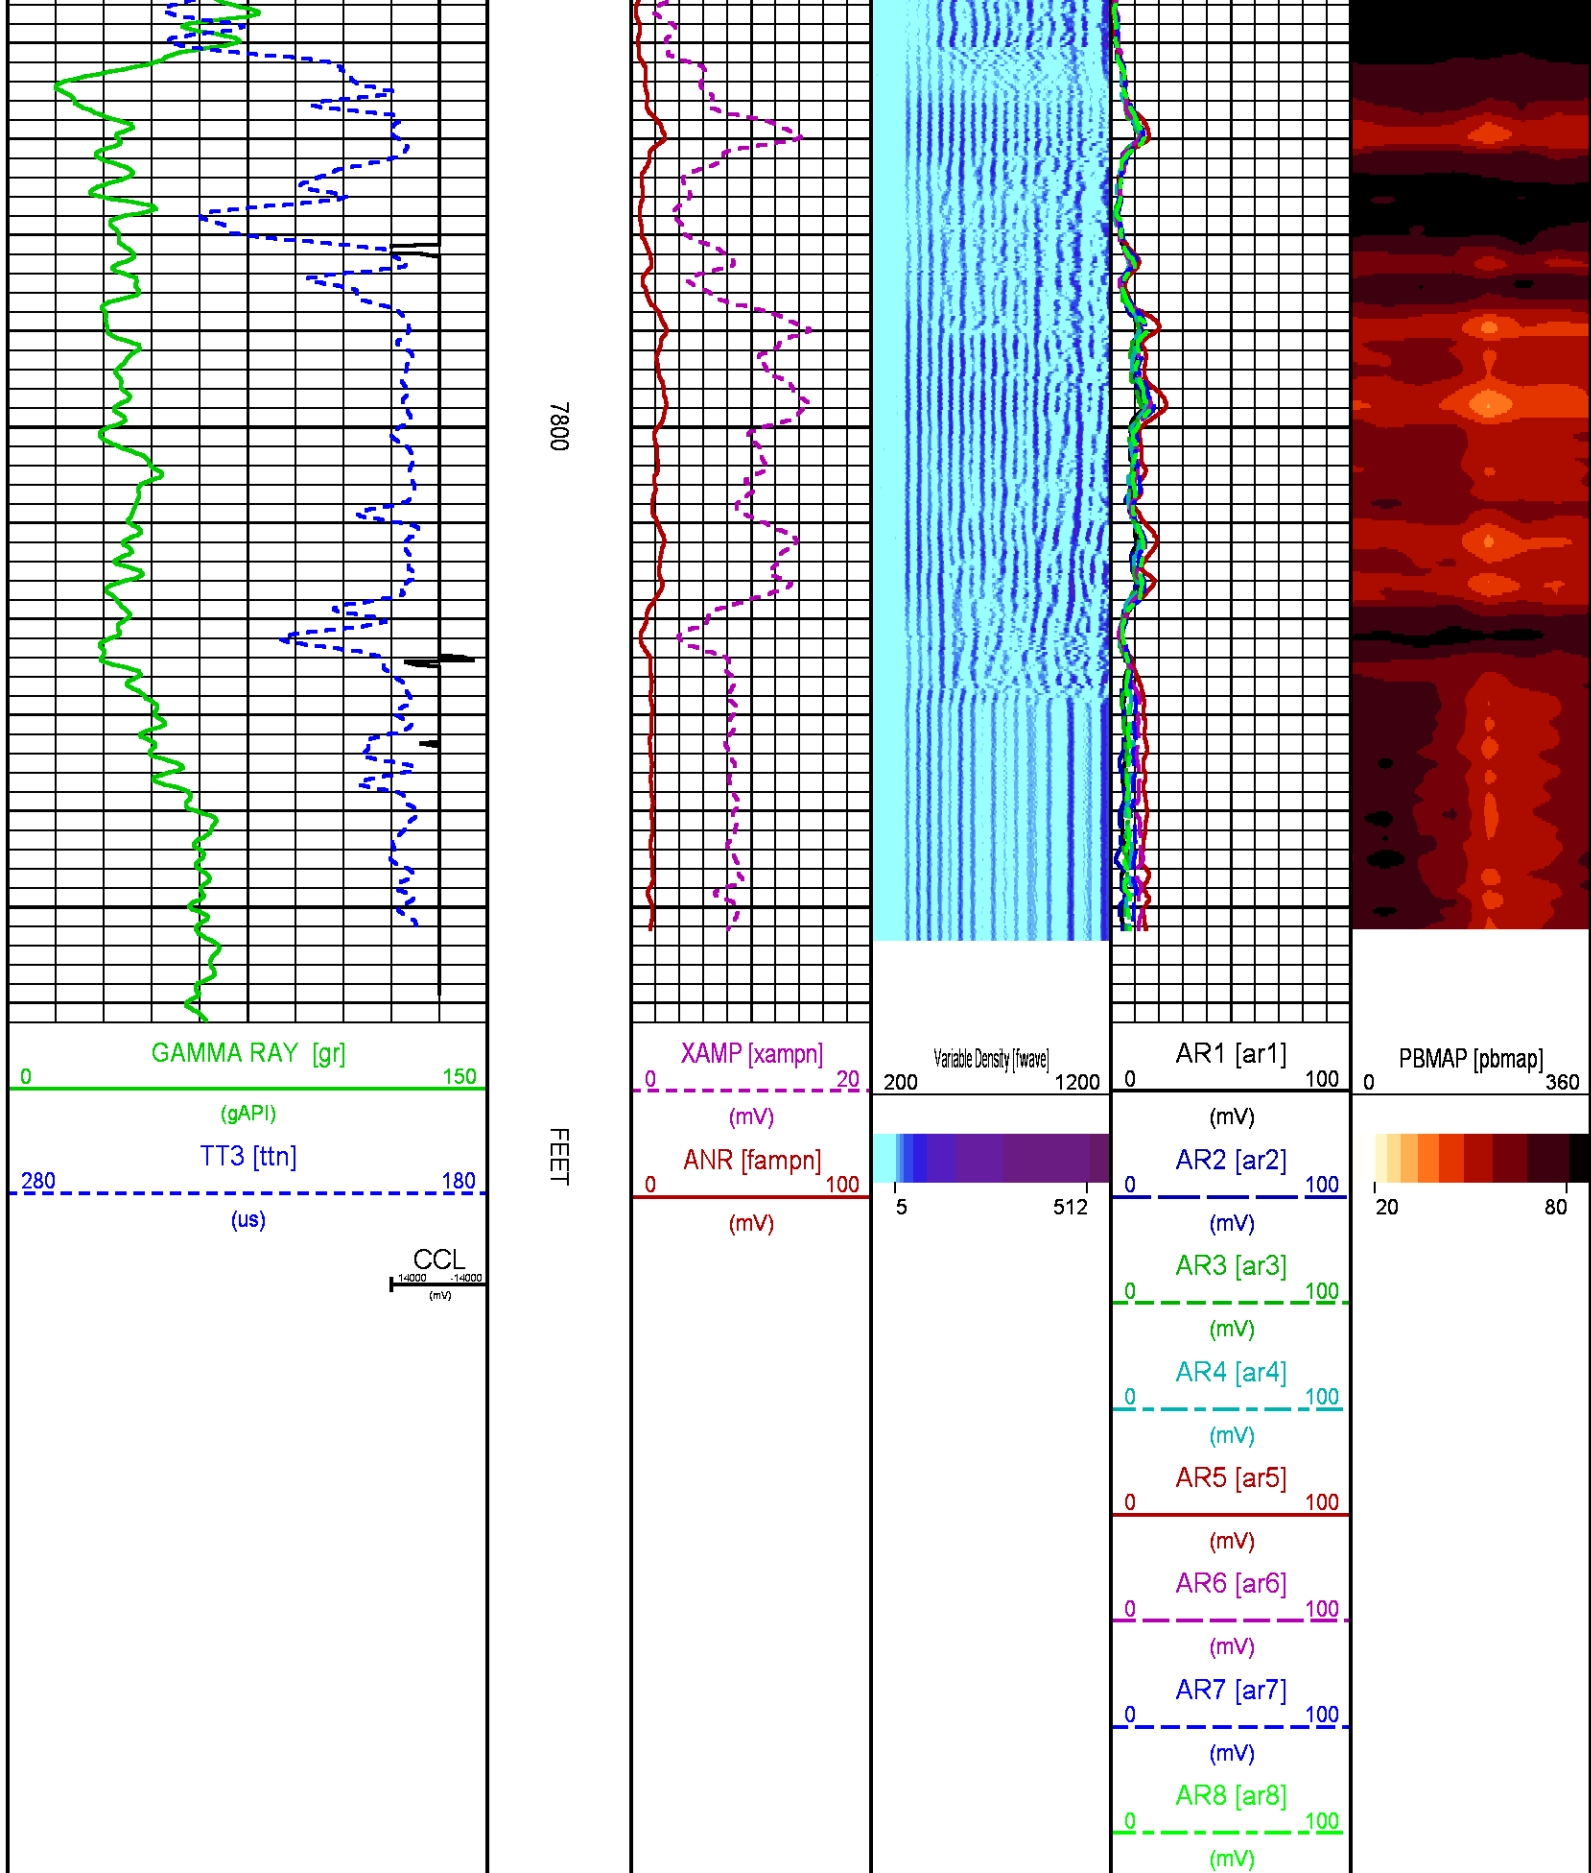 7800
FEET
GAMMA RAY [gr]
0 150
(gAPI)
TT3 [ttn]
280 180
(us)
CCL
14000 -14000
(mV)
XAMP [xampn]
0 20
(mV)
ANR [fampn]
0 100
(mV)
Variable Density [fwave]
200 1200
5 512
AR1 [ar1]
0 100
(mV)
AR2 [ar2]
0 100
(mV)
AR3 [ar3]
0 100
(mV)
AR4 [ar4]
0 100
(mV)
AR5 [ar5]
0 100
(mV)
AR6 [ar6]
0 100
(mV)
AR7 [ar7]
0 100
(mV)
AR8 [ar8]
0 100
(mV)
PBMAP [pbmap]
0 360
20 80